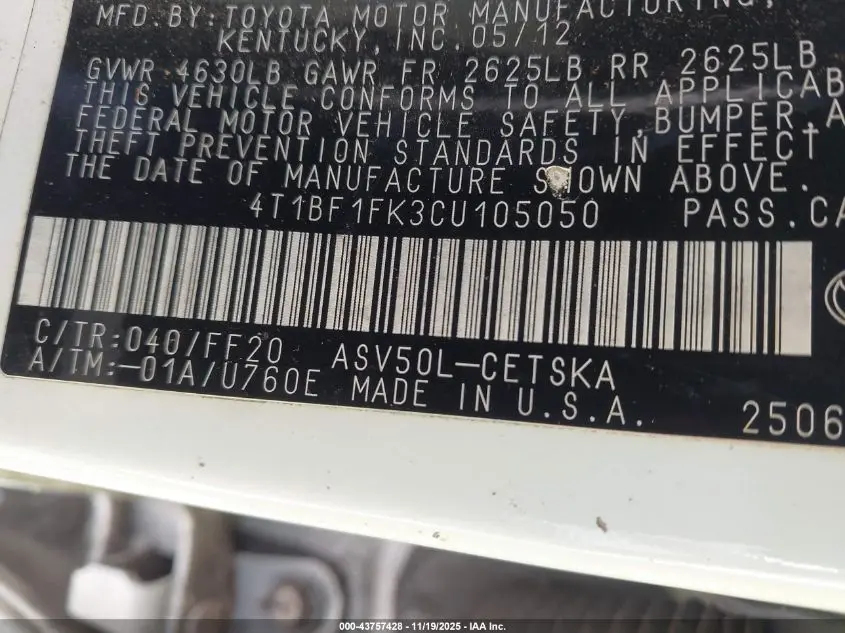 MFD.BY:TOYOTA MOTOR MANUFACTURING,
KENTUCKY,INC.05/12
GVWR 4630LB GAWR FR 2625LB RR 2625LB
THIS VEHICLE CONFORMS TO ALL APPLICAB
FEDERAL MOTOR VEHICLE SAFETY,BUMPER,A
THEFT PREVENTION STANDARDS IN EFFECT
THE DATE OF MANUFACTURE SHOWN ABOVE.
4T1BF1FK3CU105050 PASS.CA
C/TR:040/FF20 ASV50L-CETSKA
A/TM:-01A/U760E MADE IN U.S.A. 2506
000-43757428 - 11/19/2025 - IAA Inc.